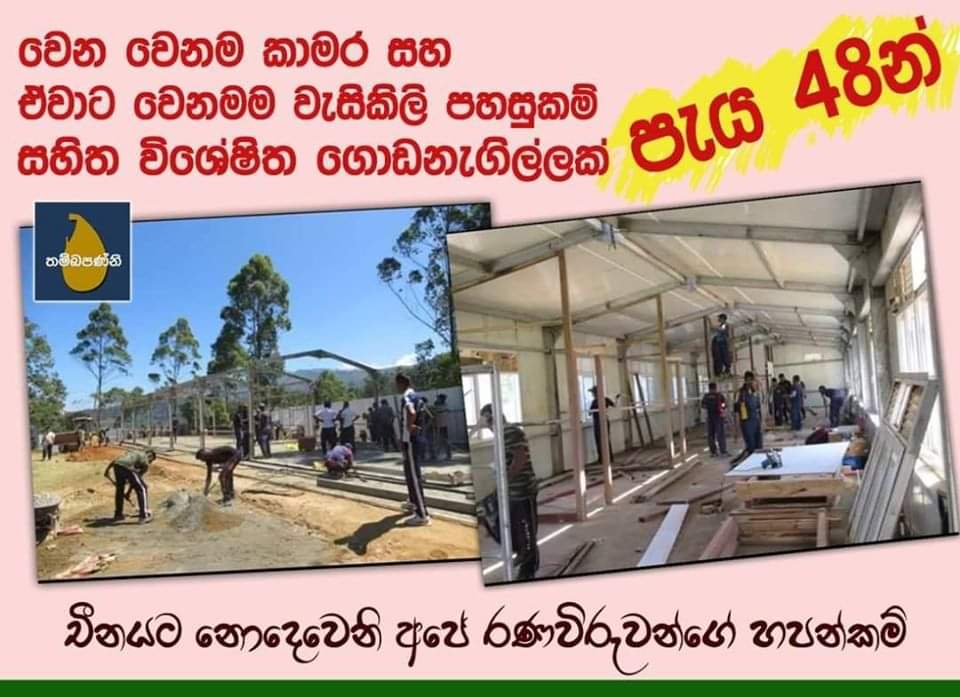 වෙන වෙනම කාමර සහ
ඒවාට වෙනමම වැසිකිලි පහසුකම්
සහිත විශේෂිත ගොඩනැගිල්ලක්
පැය 48න්
තම්බපණ්නි
චීනයට නොදෙවෙනි අපේ රණවිරුවන්ගේ හපන්කම්